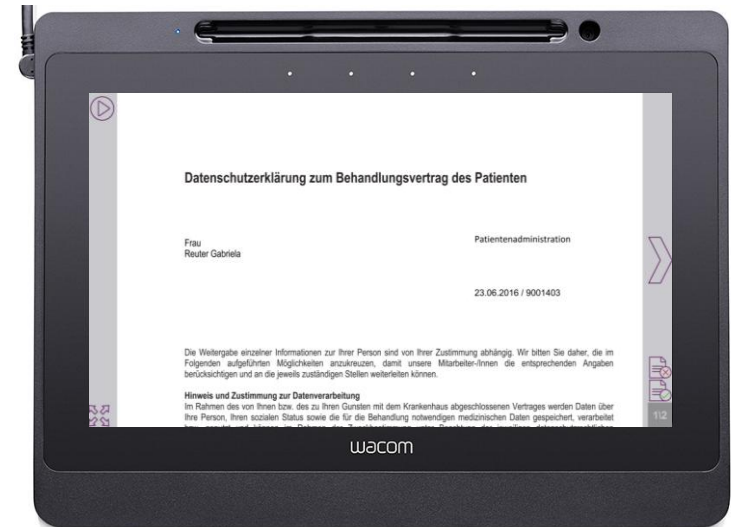 Datenschutzerklärung zum Behandlungsvertrag des Patienten
Frau
Reuter Gabriela
Patientenadministration
23.06.2016 / 9001403
Die Weitergabe einzelner Informationen zur Ihrer Person sind von Ihrer Zustimmung abhängig. Wir bitten Sie daher, die im
Folgenden aufgeführten Möglichkeiten anzukreuzen, damit unsere Mitarbeiter-/Innen die entsprechenden Angaben
berücksichtigen und an die jeweils zuständigen Stellen weiterleiten können.
Hinweis und Zustimmung zur Datenverarbeitung
Im Rahmen des von Ihnen bzw. des zu Ihren Gunsten mit dem Krankenhaus abgeschlossenen Vertrages werden Daten über
Ihre Person, Ihren sozialen Status sowie die für die Behandlung notwendigen medizinischen Daten gespeichert, verarbeitet
1\2
wacom